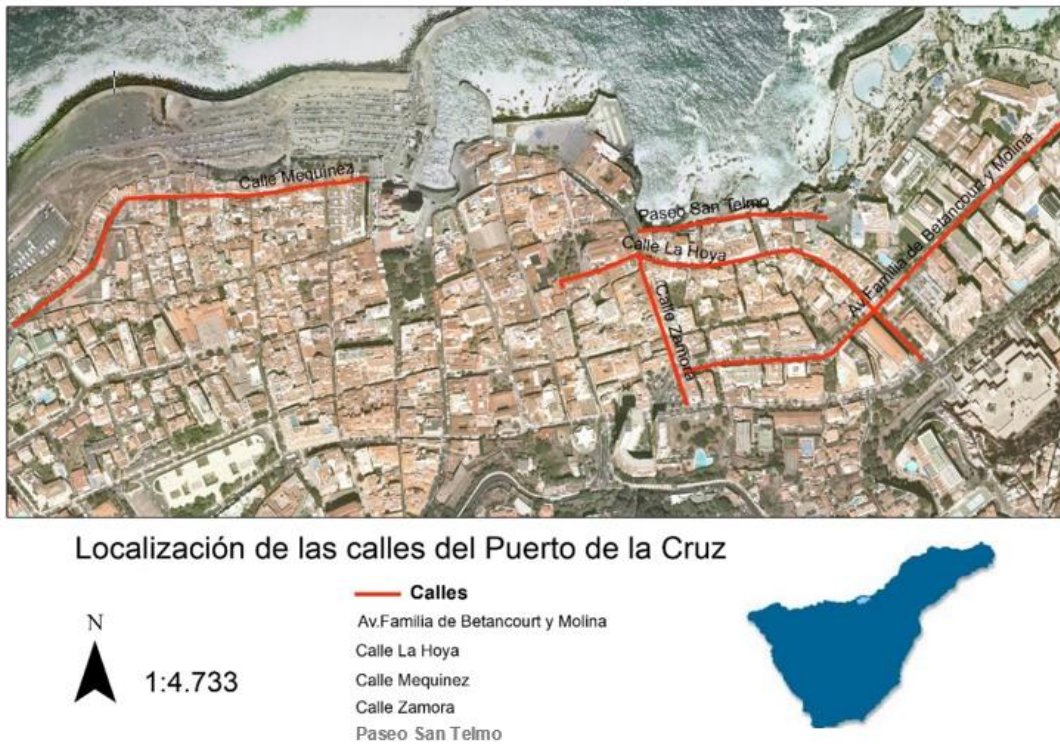 Calle Mequinez
Paseo San Telmo
Calle La Hoya
Calle Zamora
Av.Familia de Betancourt y Molina
Localización de las calles del Puerto de la Cruz
Calles
N
1:4.733
Av.Familia de Betancourt y Molina
Calle La Hoya
Calle Mequinez
Calle Zamora
Paseo San Telmo